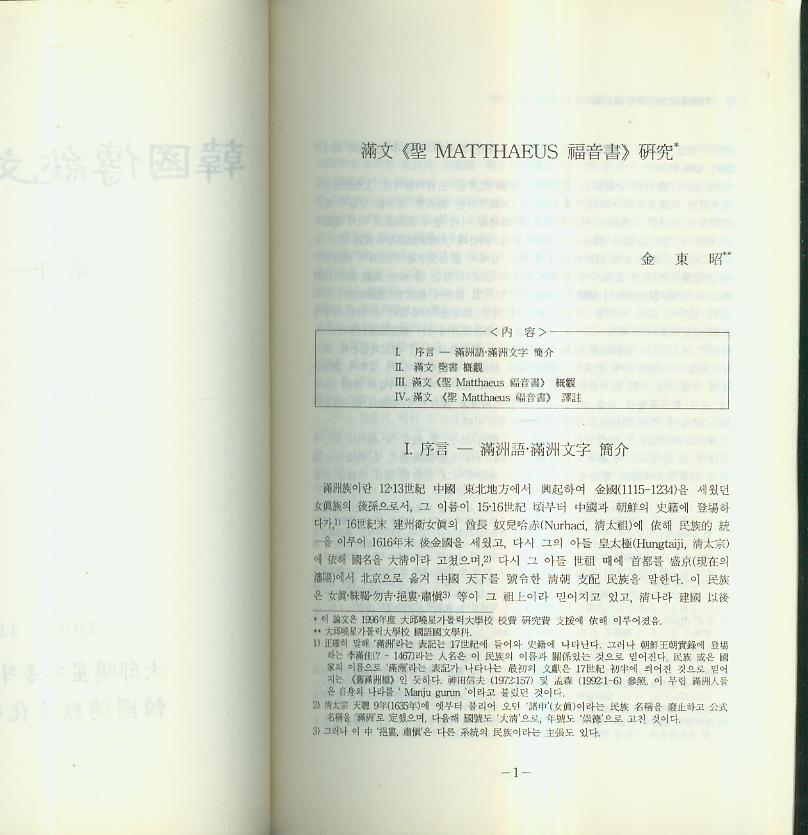 滿文《聖 MATTHAEUS 福音書》硏究*
金 東 昭**
<內 容>
I. 序言 ― 滿洲語·滿洲文字 簡介
II. 滿文 聖書 槪觀
III. 滿文《聖 Matthaeus 福音書》 槪觀
IV. 滿文 《聖 Matthaeus 福音書》 譯註
I. 序言 ― 滿洲語·滿洲文字 簡介
滿洲族이란 12·13世紀 中國 東北地方에서 興起하여 金國(1115-1234)을 세웠던
女眞族의 後孫으로서, 그 이름이 15·16世紀 頃부터 中國과 朝鮮의 史籍에 登場하
다가,1) 16世紀末 建州衛女眞의 酋長 奴兒哈赤(Nurhaci, 淸太祖)에 依해 民族的 統
一을 이루어 1616年末 後金國을 세웠고, 다시 그의 아들 皇太極(Hungtaiji, 淸太宗)
에 依해 國名을 大淸이라 고쳤으며,2) 다시 그 아들 世祖 때에 首都를 盛京(現在의
瀋陽)에서 北京으로 옮겨 中國 天下를 號令한 淸朝 支配 民族을 말한다. 이 民族
은 女眞·靺鞨·勿吉·挹婁·肅愼3) 等이 그 祖上이라 믿어지고 있고, 淸나라 建國 以後
* 이 論文은 1996年度 大邱曉星가톨릭大學校 校費 硏究費 支援에 依해 이루어졌음.
** 大邱曉星가톨릭大學校 國語國文學科.
1) 正確히 말해 '滿洲'라는 表記는 17世紀에 들어와 史籍에 나타난다. 그러나 朝鮮王朝實錄에 登場
하는 李滿住(? - 1467)라는 人名은 이 民族의 이름과 關係있는 것으로 믿어진다. 民族 或은 國
家의 이름으로 '滿洲'라는 表記가 나타나는 最初의 文獻은 17世紀 初半에 씌어진 것으로 믿어
지는 《舊滿洲檔》인 듯하다. 神田信夫 (1972:157) 및 孟森 (1992:1-6) 參照. 이 무렵 滿洲人들
은 自身의 나라를 ' Manju gurun '이라고 불렀던 것이다.
2) 淸太宗 天聰 9年(1635年)에 옛부터 불리어 오던 '諸申'(女眞)이라는 民族 名稱을 廢止하고 公式
名稱을 '滿洲'로 定했으며, 다음해 國號도 '大淸'으로, 年號도 '崇德'으로 고친 것이다.
3) 그러나 이 中 '挹婁, 肅愼'은 다른 系統의 民族이라는 主張도 있다.
―1―